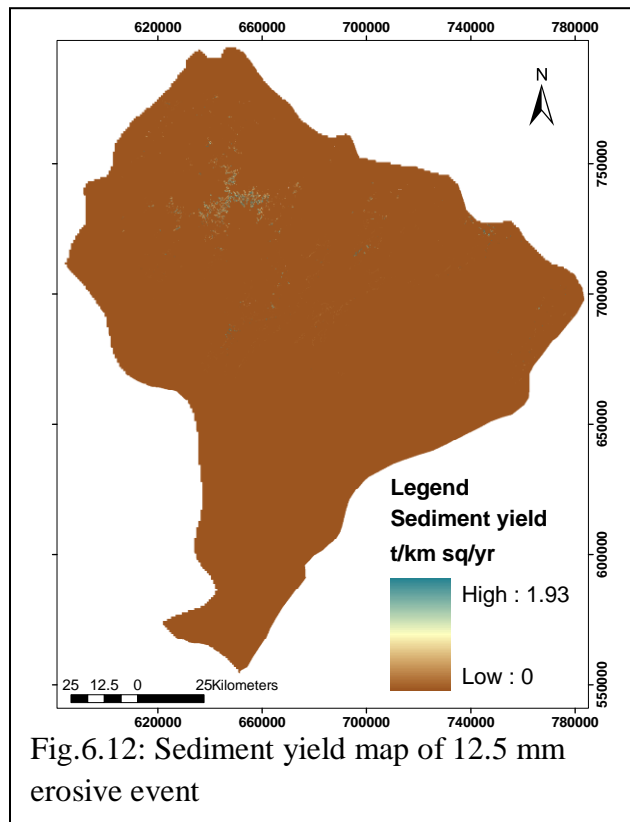 620000 660000 700000 740000 780000
N
750000
700000
650000
600000
550000
Legend
Sediment yield
t/km sq/yr
High : 1.93
Low : 0
25 12.5 0 25Kilometers
620000 660000 700000 740000 780000
Fig.6.12: Sediment yield map of 12.5 mm
erosive event